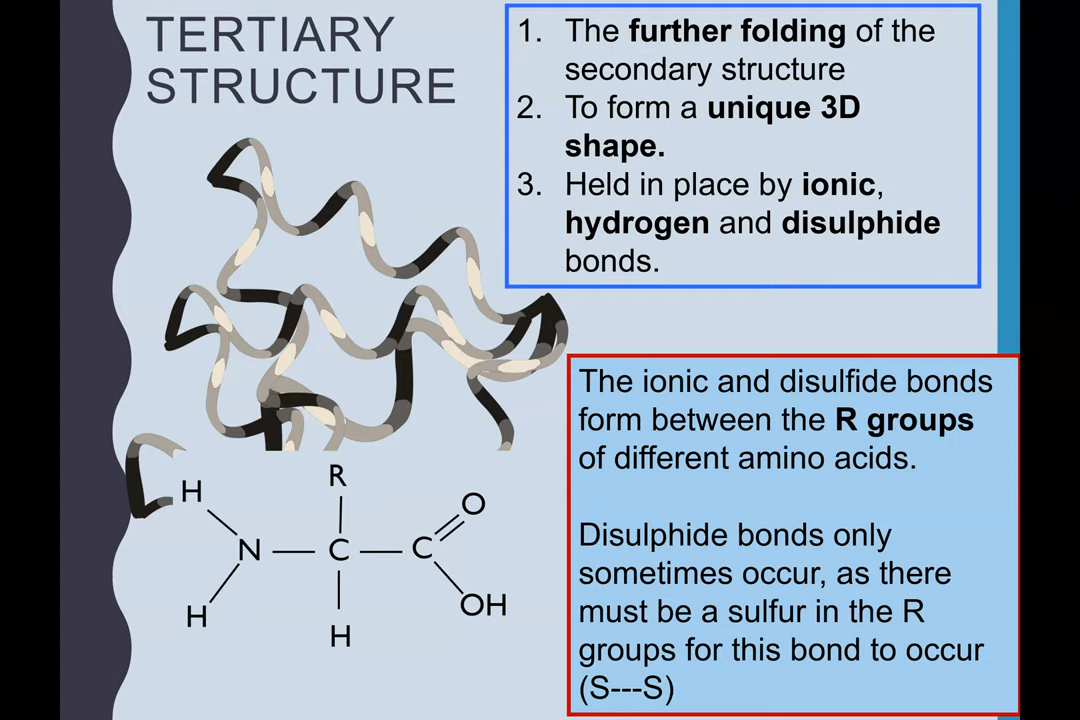 TERTIARY
STRUCTURE
1. The further folding of the
secondary structure
2. To form a unique 3D
shape.
3. Held in place by ionic,
hydrogen and disulphide
bonds.
The ionic and disulfide bonds
form between the R groups
of different amino acids.
Disulphide bonds only
sometimes occur, as there
must be a sulfur in the R
groups for this bond to occur
(S---S)
R
H
O
N C C
H
OH
H